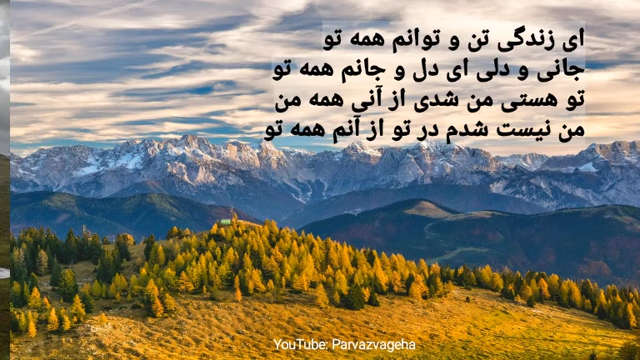 ای زندگی تن و توانم همه تو
جانی و دلی ای دل و جانم همه تو
تو هستی من شدی از آنی همه من
من نیست شدم در تو از آنم همه تو
YouTube: Parvazvageha